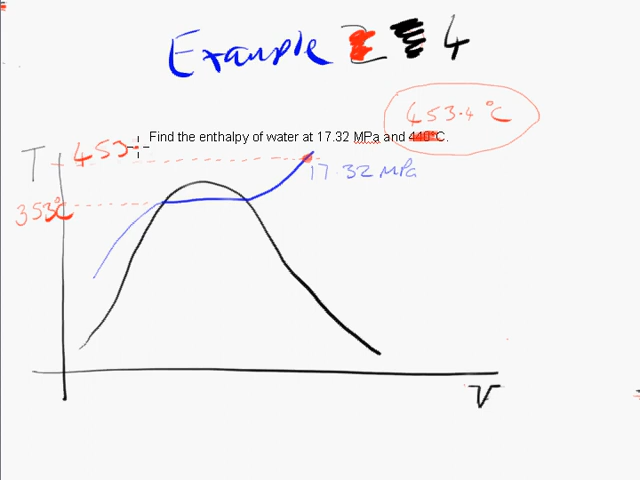 Example 4
453.4°C
Find the enthalpy of water at 17.32 MPa and 440°C.
T 453.
17.32 MPa
353°C
V